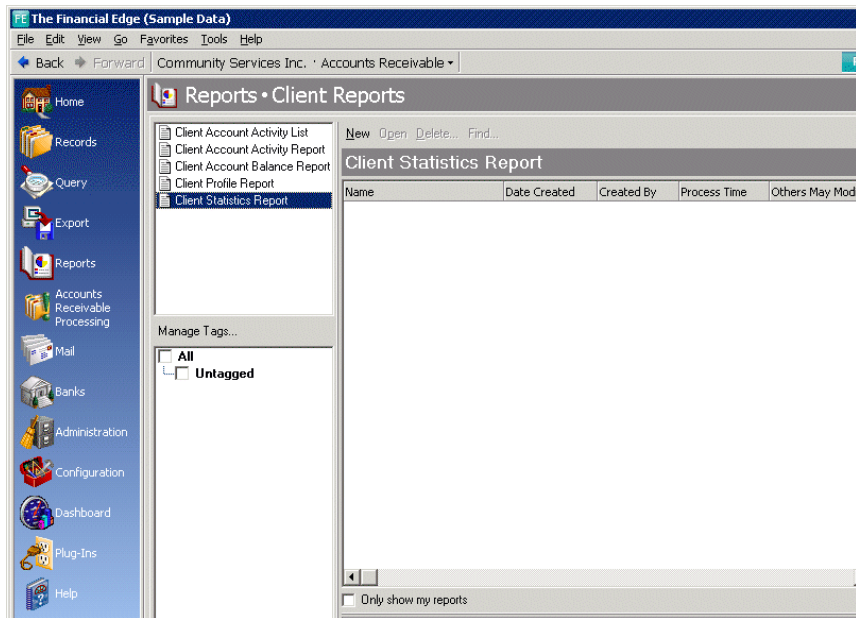 FE The Financial Edge (Sample Data)
File Edit View Go Favorites Tools Help
Back Forward Community Services Inc. · Accounts Receivable
Home
Records
Query
Export
Reports
Accounts
Receivable
Processing
Mail
Banks
Administration
Configuration
Dashboard
Plug-Ins
Help
Reports • Client Reports
Client Account Activity List
Client Account Activity Report
Client Account Balance Report
Client Profile Report
Client Statistics Report
Manage Tags...
All
Untagged
New Open Delete... Find...
Client Statistics Report
Name Date Created Created By Process Time Others May Mod
Only show my reports